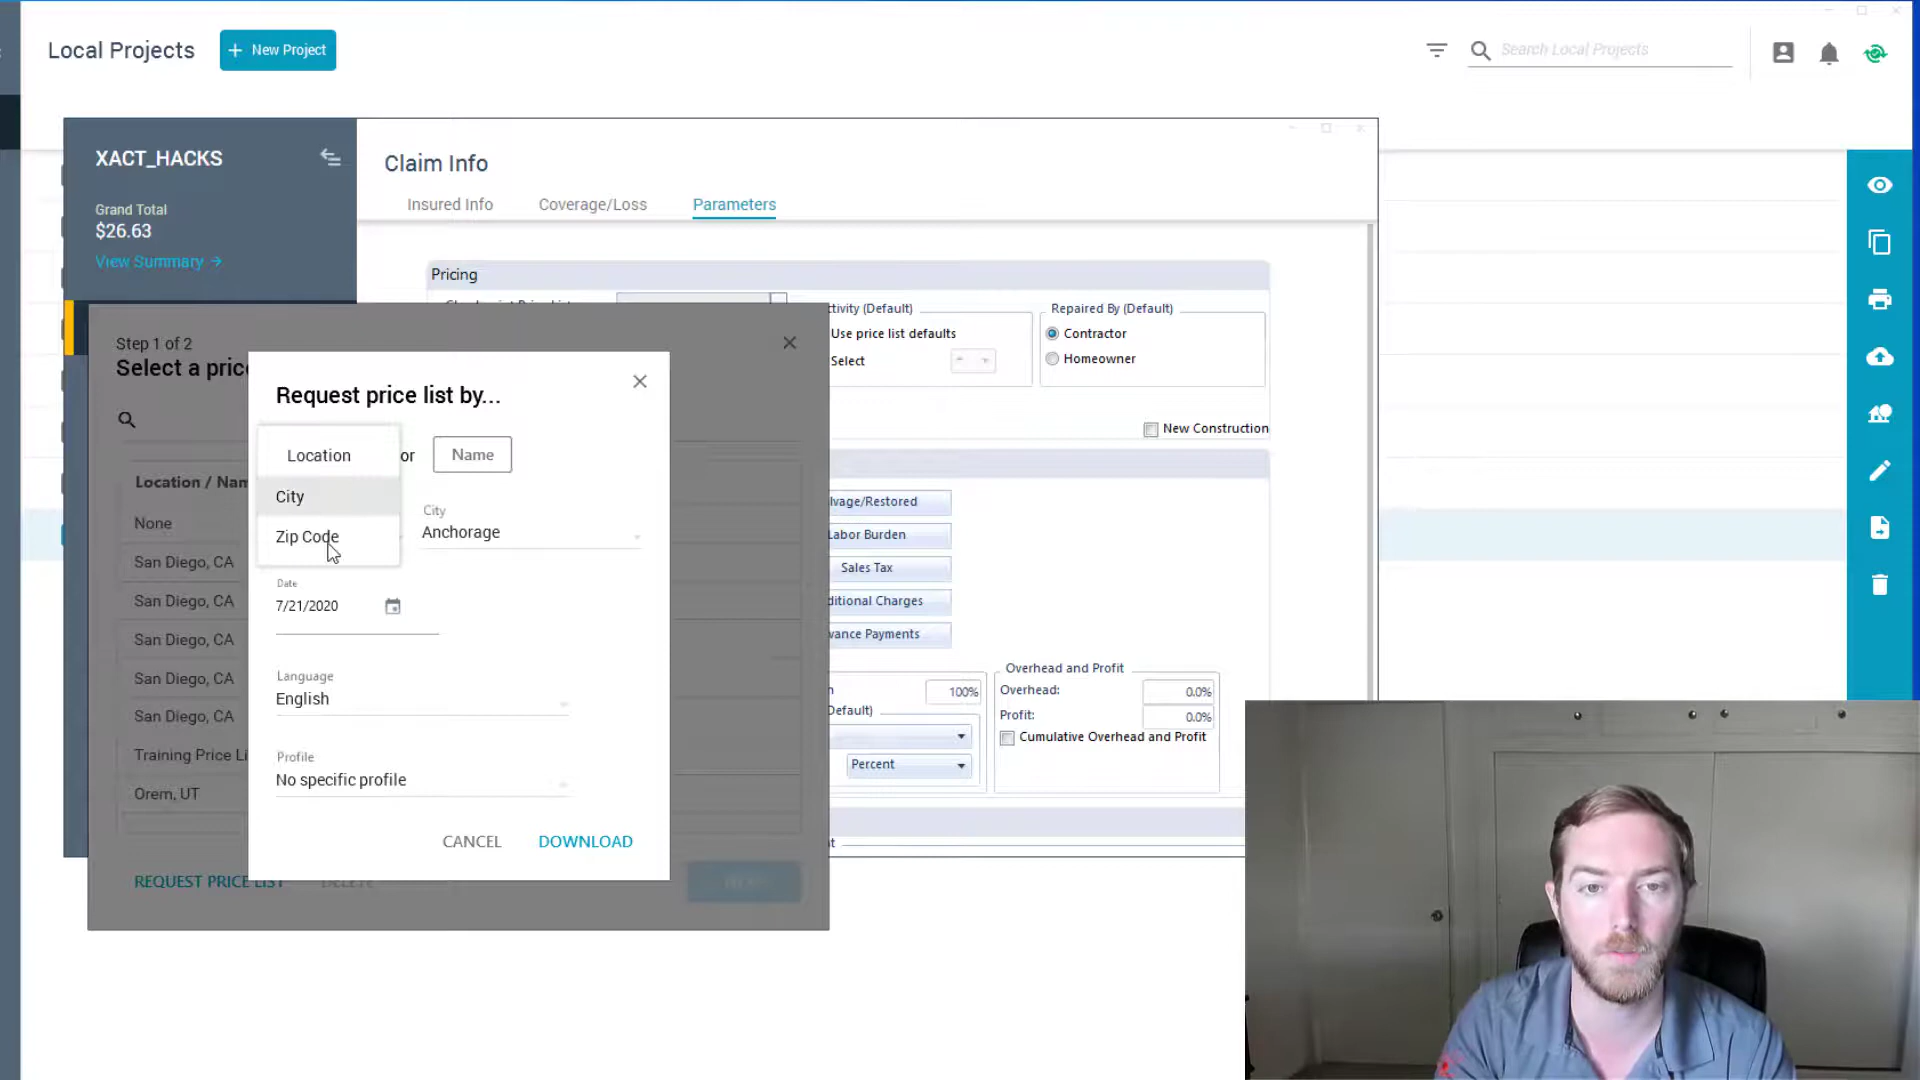 Local Projects
+ New Project
Search Local Projects
XACT_HACKS
Grand Total
$26.63
View Summary →
Claim Info
Insured Info
Coverage/Loss
Parameters
Pricing
tivity (Default)
Use price list defaults
Select
Repaired By (Default)
Contractor
Homeowner
New Construction
lvage/Restored
Labor Burden
Sales Tax
ditional Charges
vance Payments
100%
Default)
Percent
Overhead and Profit
Overhead:
0.0%
Profit:
0.0%
Cumulative Overhead and Profit
Step 1 of 2
Select a pric
Location / Nam
None
San Diego, CA
San Diego, CA
San Diego, CA
San Diego, CA
San Diego, CA
Training Price Li
Orem, UT
REQUEST PRICE LIST
DELETE
Request price list by...
Location
or
Name
City
Zip Code
City
Anchorage
Date
7/21/2020
Language
English
Profile
No specific profile
CANCEL
DOWNLOAD